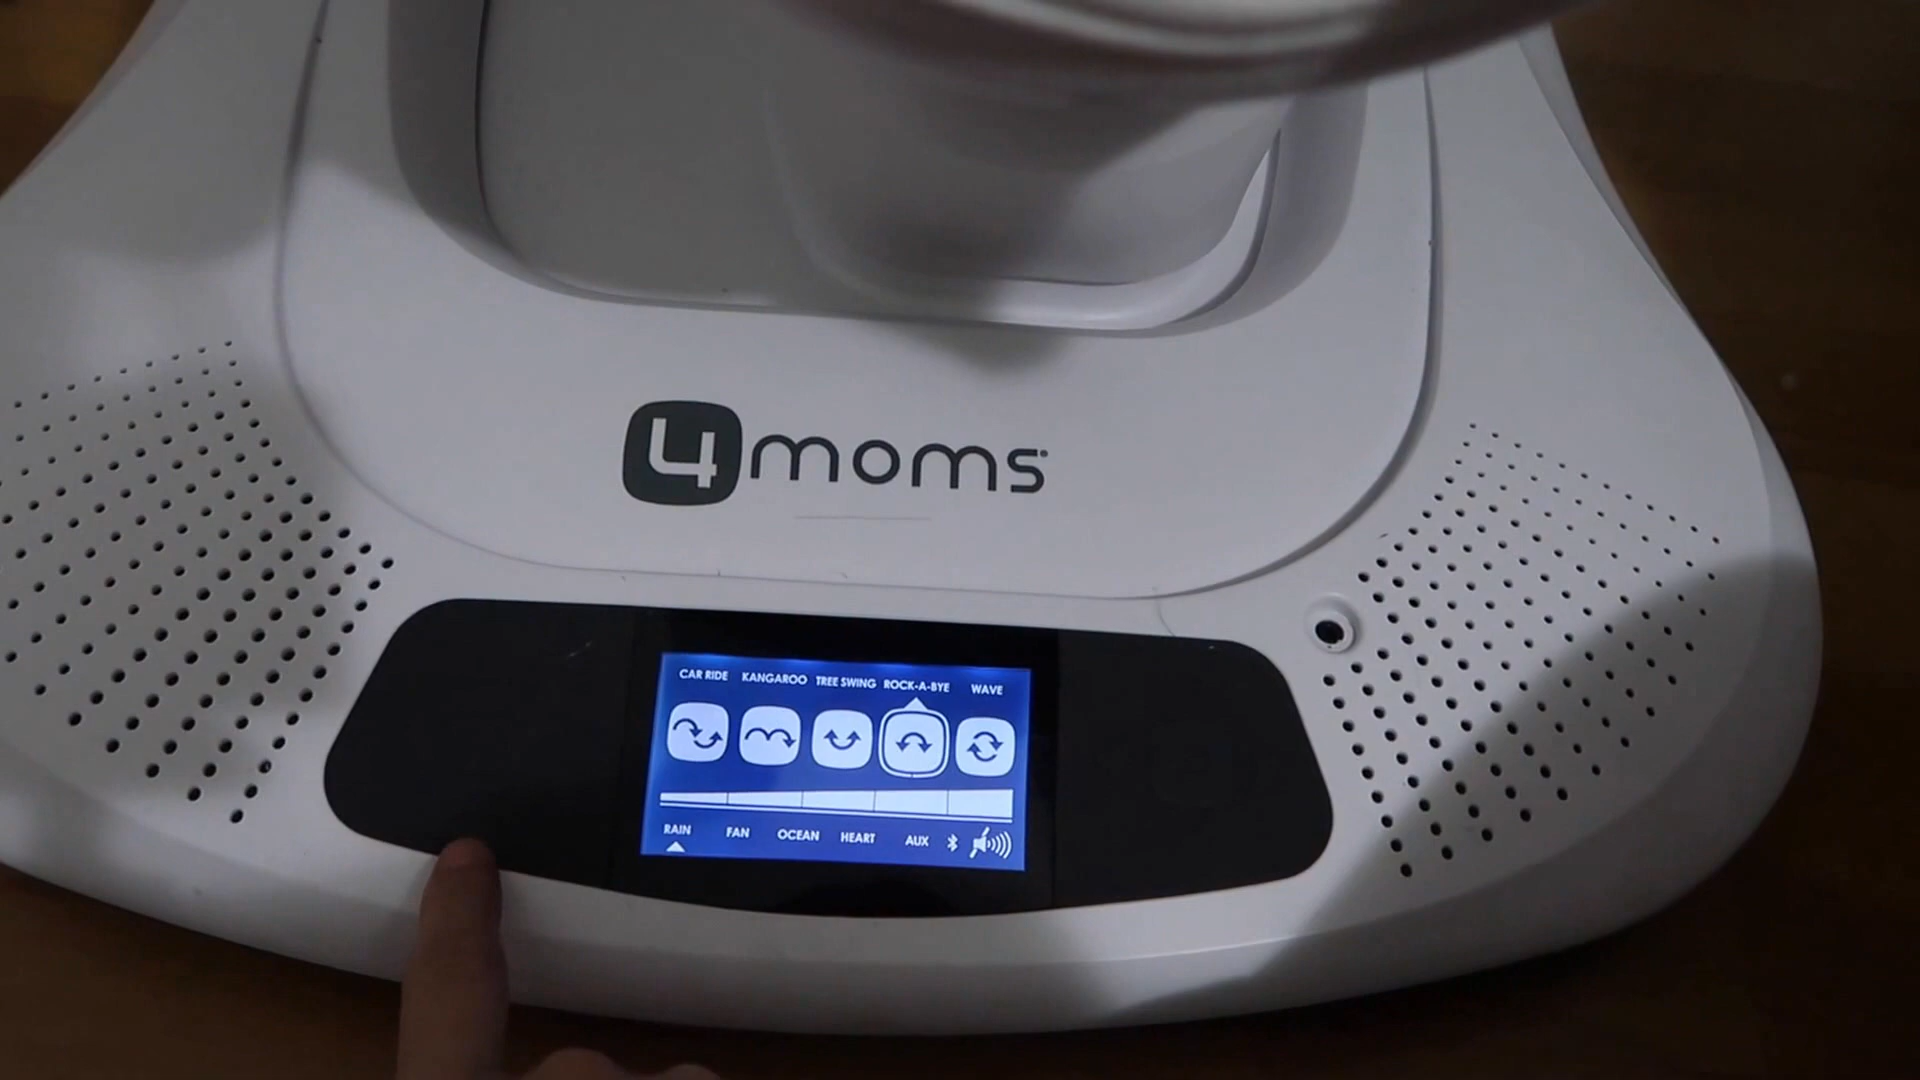 4moms
CAR RIDE KANGAROO TREE SWING ROCK-A-BYE WAVE
RAIN FAN OCEAN HEART AUX